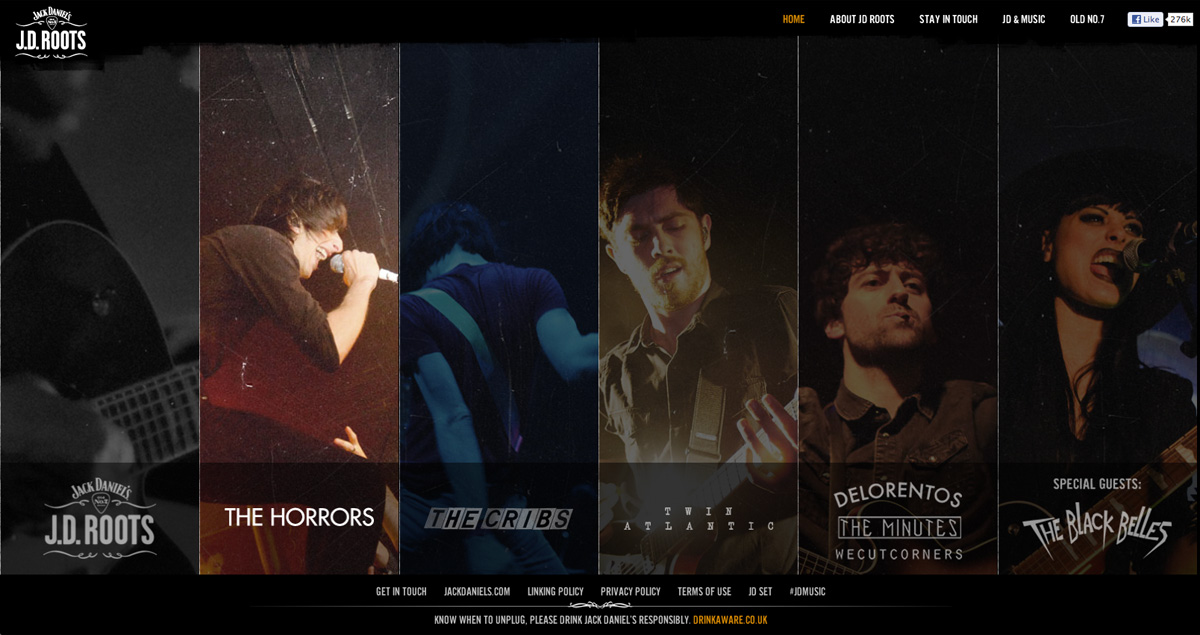 JACK DANIEL'S
J.D. ROOTS
HOME
ABOUT JD ROOTS
STAY IN TOUCH
JD & MUSIC
OLD NO.7
Like
276k
JACK DANIEL'S
J.D. ROOTS
THE HORRORS
THE CRIBS
TWIN
ATLANTIC
DELORENTOS
THE MINUTES
WECUTCORNERS
SPECIAL GUESTS:
THE BLACK BELLES
GET IN TOUCH
JACKDANIELS.COM
LINKING POLICY
PRIVACY POLICY
TERMS OF USE
JD SET
#JDMUSIC
KNOW WHEN TO UNPLUG, PLEASE DRINK JACK DANIEL'S RESPONSIBLY. DRINKAWARE.CO.UK